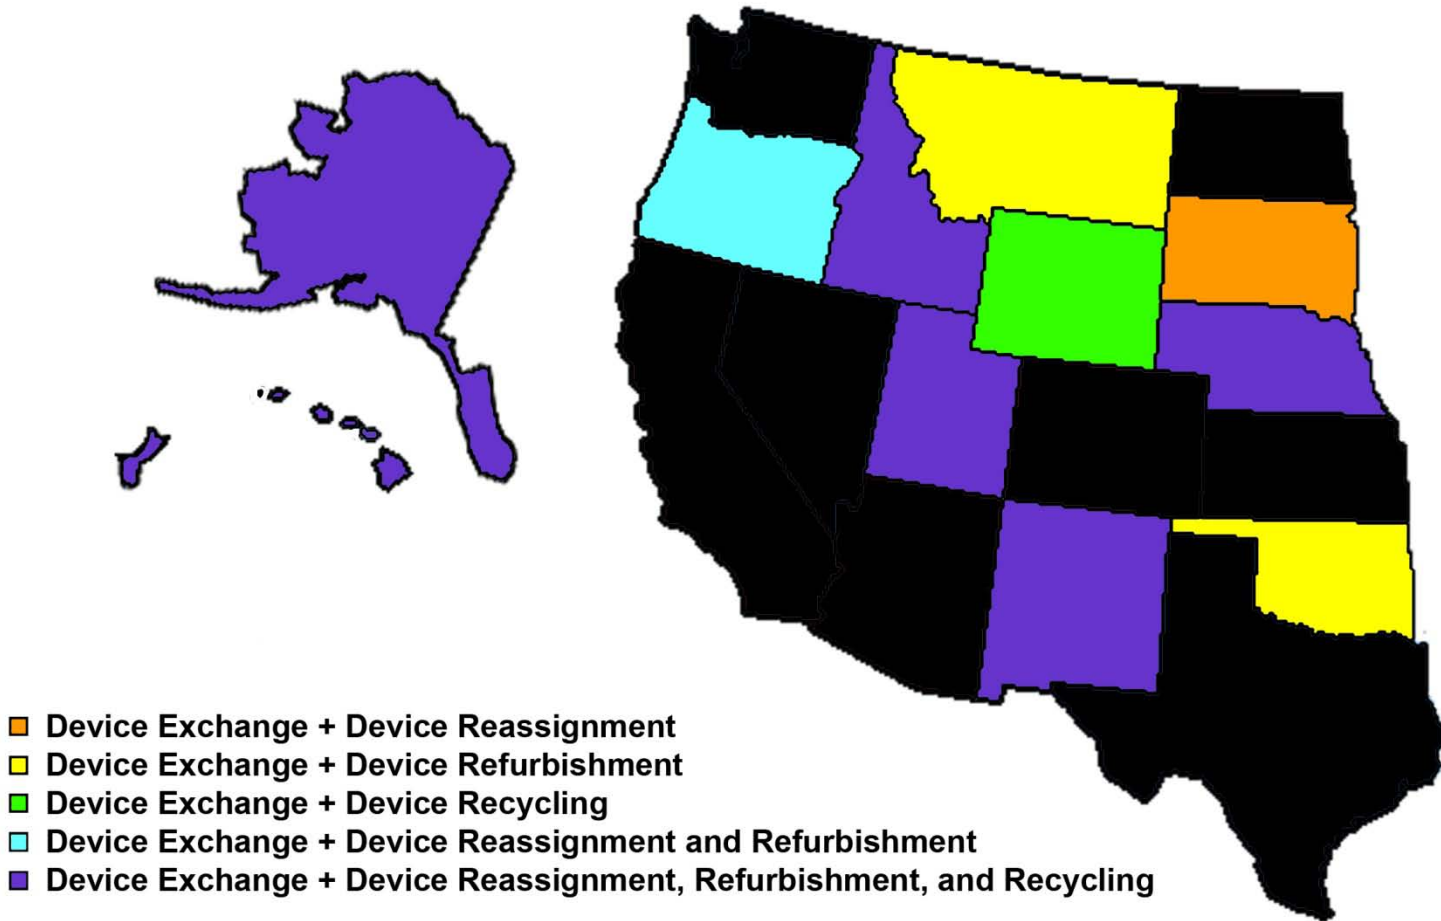 Device Exchange + Device Reassignment
Device Exchange + Device Refurbishment
Device Exchange + Device Recycling
Device Exchange + Device Reassignment and Refurbishment
Device Exchange + Device Reassignment, Refurbishment, and Recycling